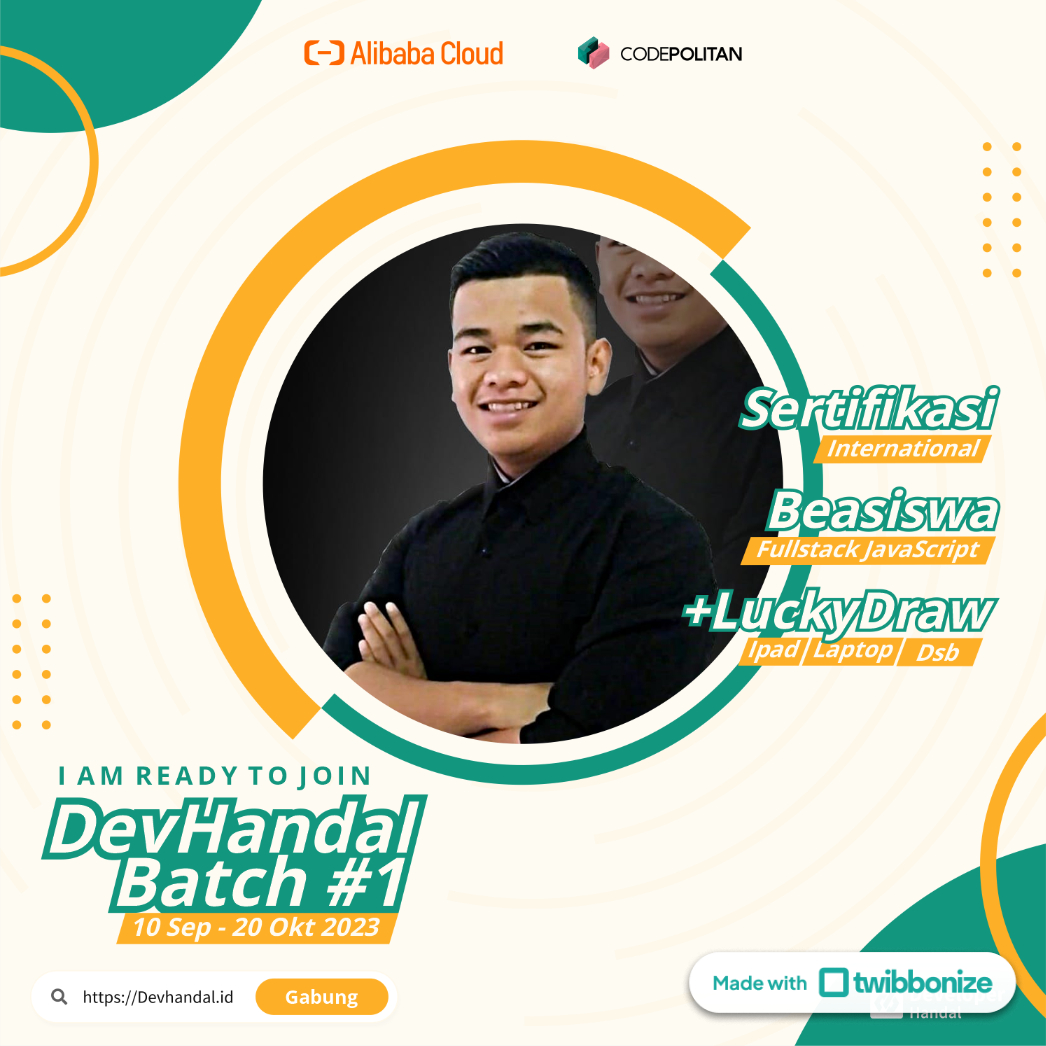 Alibaba Cloud
CODEPOLITAN
Sertifikasi
International
Beasiswa
Fullstack JavaScript
+LuckyDraw
Ipad Laptop Dsb
I AM READY TO JOIN
DevHandal
Batch #1
10 Sep - 20 Okt 2023
https://Devhandal.id
Gabung
Made with twibbonize
Handal